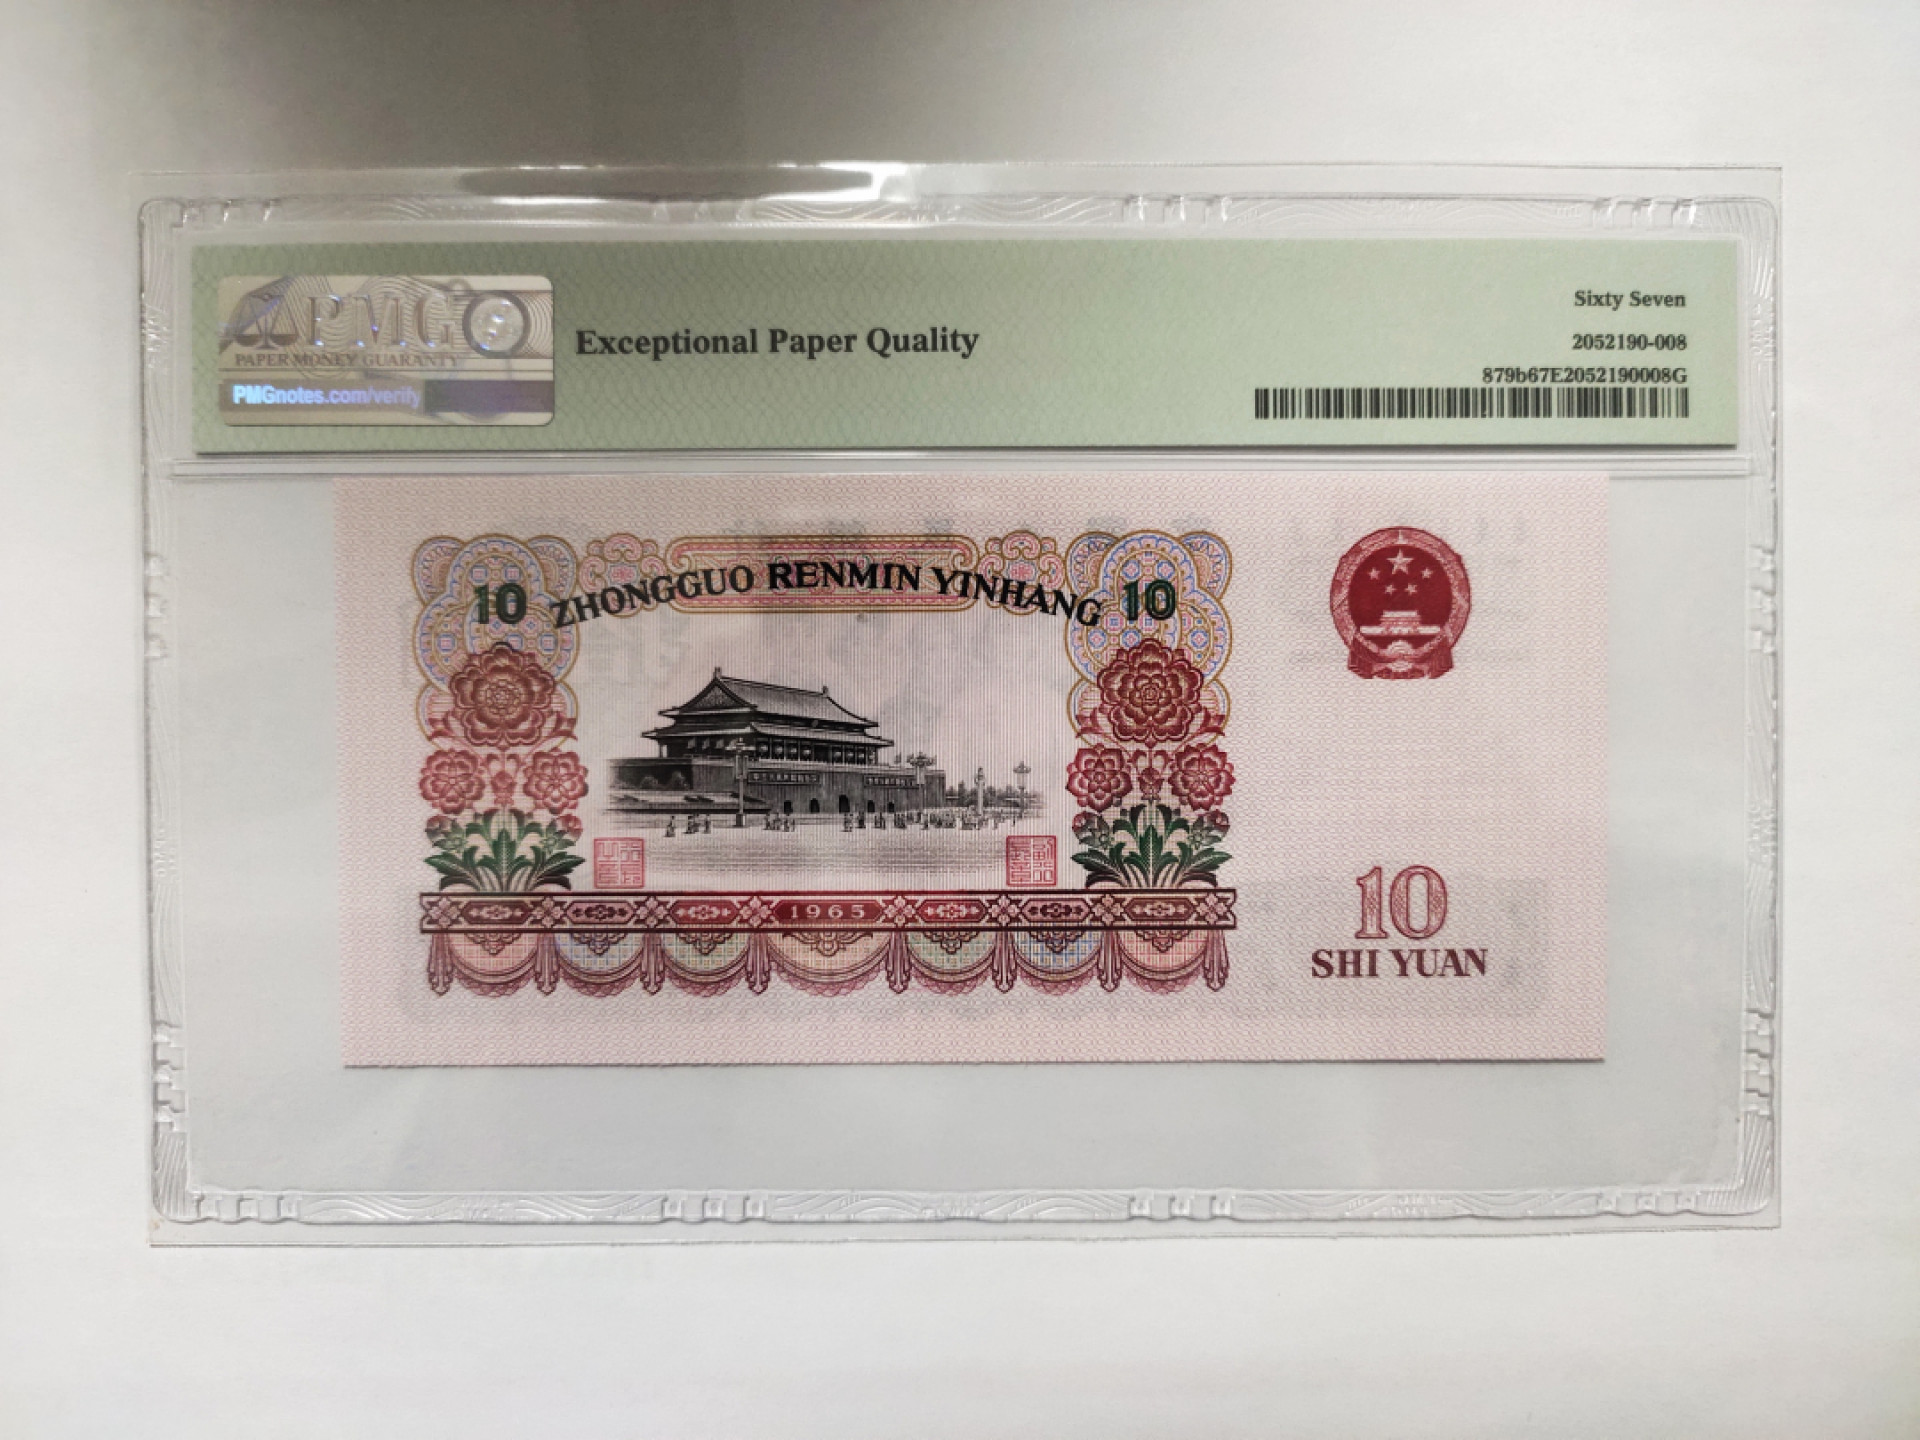 PMG
PAPER MONEY GUARANTY
PMGnotes.com/verify
Exceptional Paper Quality
Sixty Seven
2052190-008
879b67E2052190008G
10 ZHONGGUO RENMIN YINHANG 10
1965
10
SHI YUAN